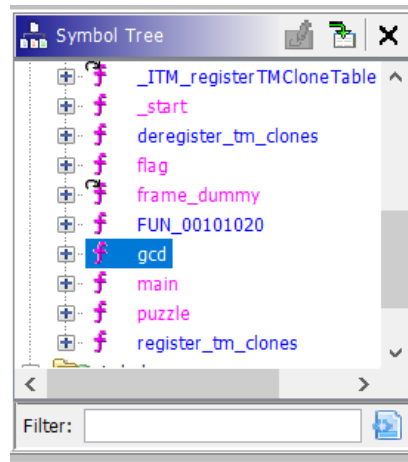 Symbol Tree
_ITM_registerTMCloneTable
_start
deregister_tm_clones
flag
frame_dummy
FUN_00101020
gcd
main
puzzle
register_tm_clones
Filter: